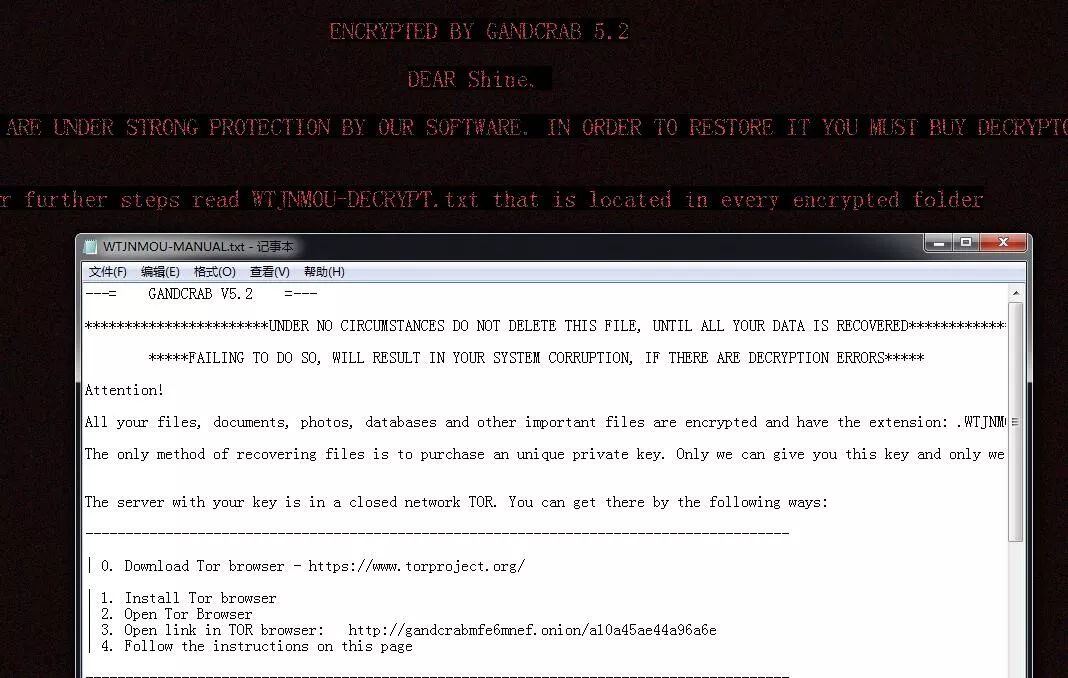 ENCRYPTED BY GANDCRAB 5.2
DEAR Shine,
ARE UNDER STRONG PROTECTION BY OUR SOFTWARE. IN ORDER TO RESTORE IT YOU MUST BUY DECRYPTO
r further steps read WTJNMOU-DECRYPT.txt that is located in every encrypted folder
WTJNMOU-MANUAL.txt - 记事本
文件(F) 编辑(E) 格式(O) 查看(V) 帮助(H)
---= GANDCRAB V5.2 =---
***********************UNDER NO CIRCUMSTANCES DO NOT DELETE THIS FILE, UNTIL ALL YOUR DATA IS RECOVERED*************
*****FAILING TO DO SO, WILL RESULT IN YOUR SYSTEM CORRUPTION, IF THERE ARE DECRYPTION ERRORS*****
Attention!
All your files, documents, photos, databases and other important files are encrypted and have the extension: .WTJNM
The only method of recovering files is to purchase an unique private key. Only we can give you this key and only we
The server with your key is in a closed network TOR. You can get there by the following ways:
----------------------------------------------------------------------------------------
| 0. Download Tor browser - https://www.torproject.org/
| 1. Install Tor browser
| 2. Open Tor Browser
| 3. Open link in TOR browser: http://gandcrabmfe6mnef.onion/a10a45ae44a96a6e
| 4. Follow the instructions on this page
----------------------------------------------------------------------------------------